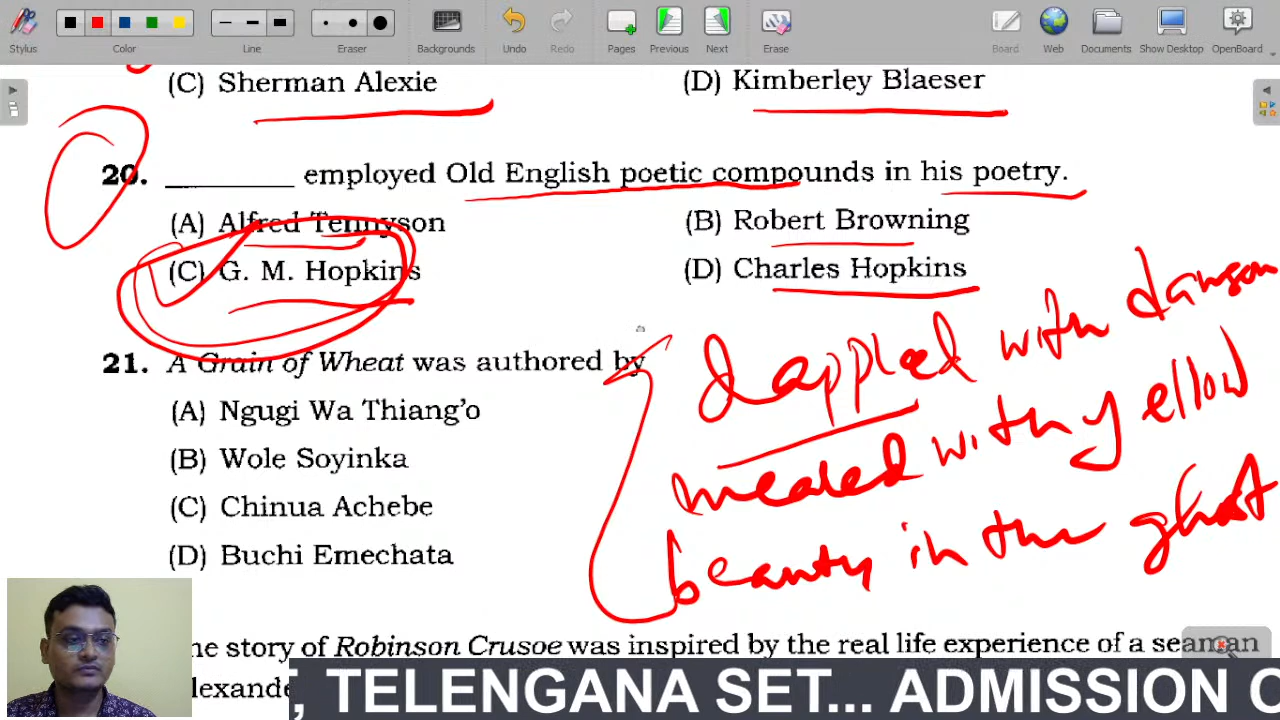 Stylus Color Line Eraser Backgrounds Undo Redo Pages Previous Next Erase Board Web Documents Show Desktop OpenBoard
(C) Sherman Alexie (D) Kimberley Blaeser
20. ________ employed Old English poetic compounds in his poetry.
(A) Alfred Tennyson (B) Robert Browning
(C) G. M. Hopkins (D) Charles Hopkins
dappled with damson
mealed with yellow
beauty in the ghost
21. A Grain of Wheat was authored by
(A) Ngugi Wa Thiang'o
(B) Wole Soyinka
(C) Chinua Achebe
(D) Buchi Emechata
ne story of Robinson Crusoe was inspired by the real life experience of a seaman
lexande
, TELENGANA SET... ADMISSION